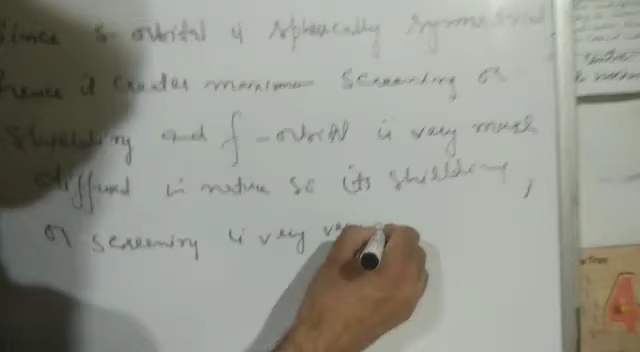 Since s-orbital is spherically symmetrical
hence it creates maximum screening or
shielding and f-orbital is very much
diffused in nature so its shielding,
or screening is very
4